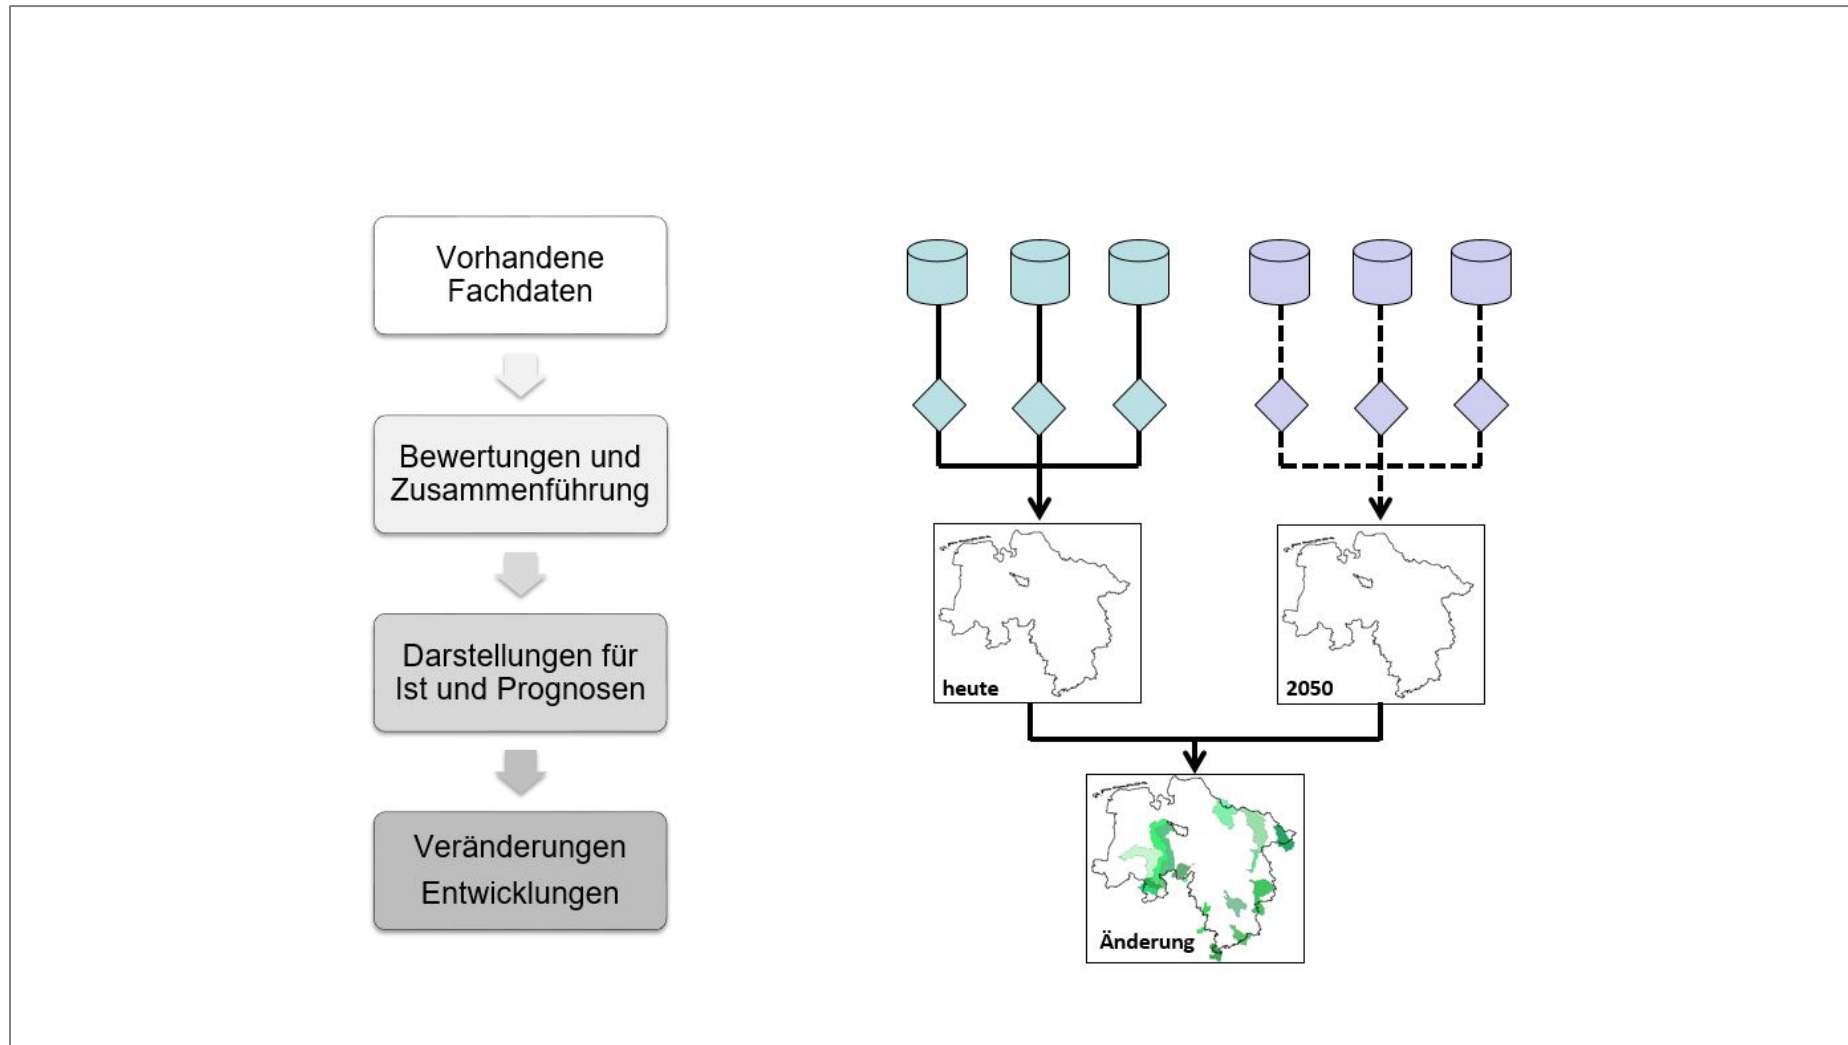 Vorhandene
Fachdaten
Bewertungen und
Zusammenführung
Darstellungen für
Ist und Prognosen
Veränderungen
Entwicklungen
heute
2050
Änderung